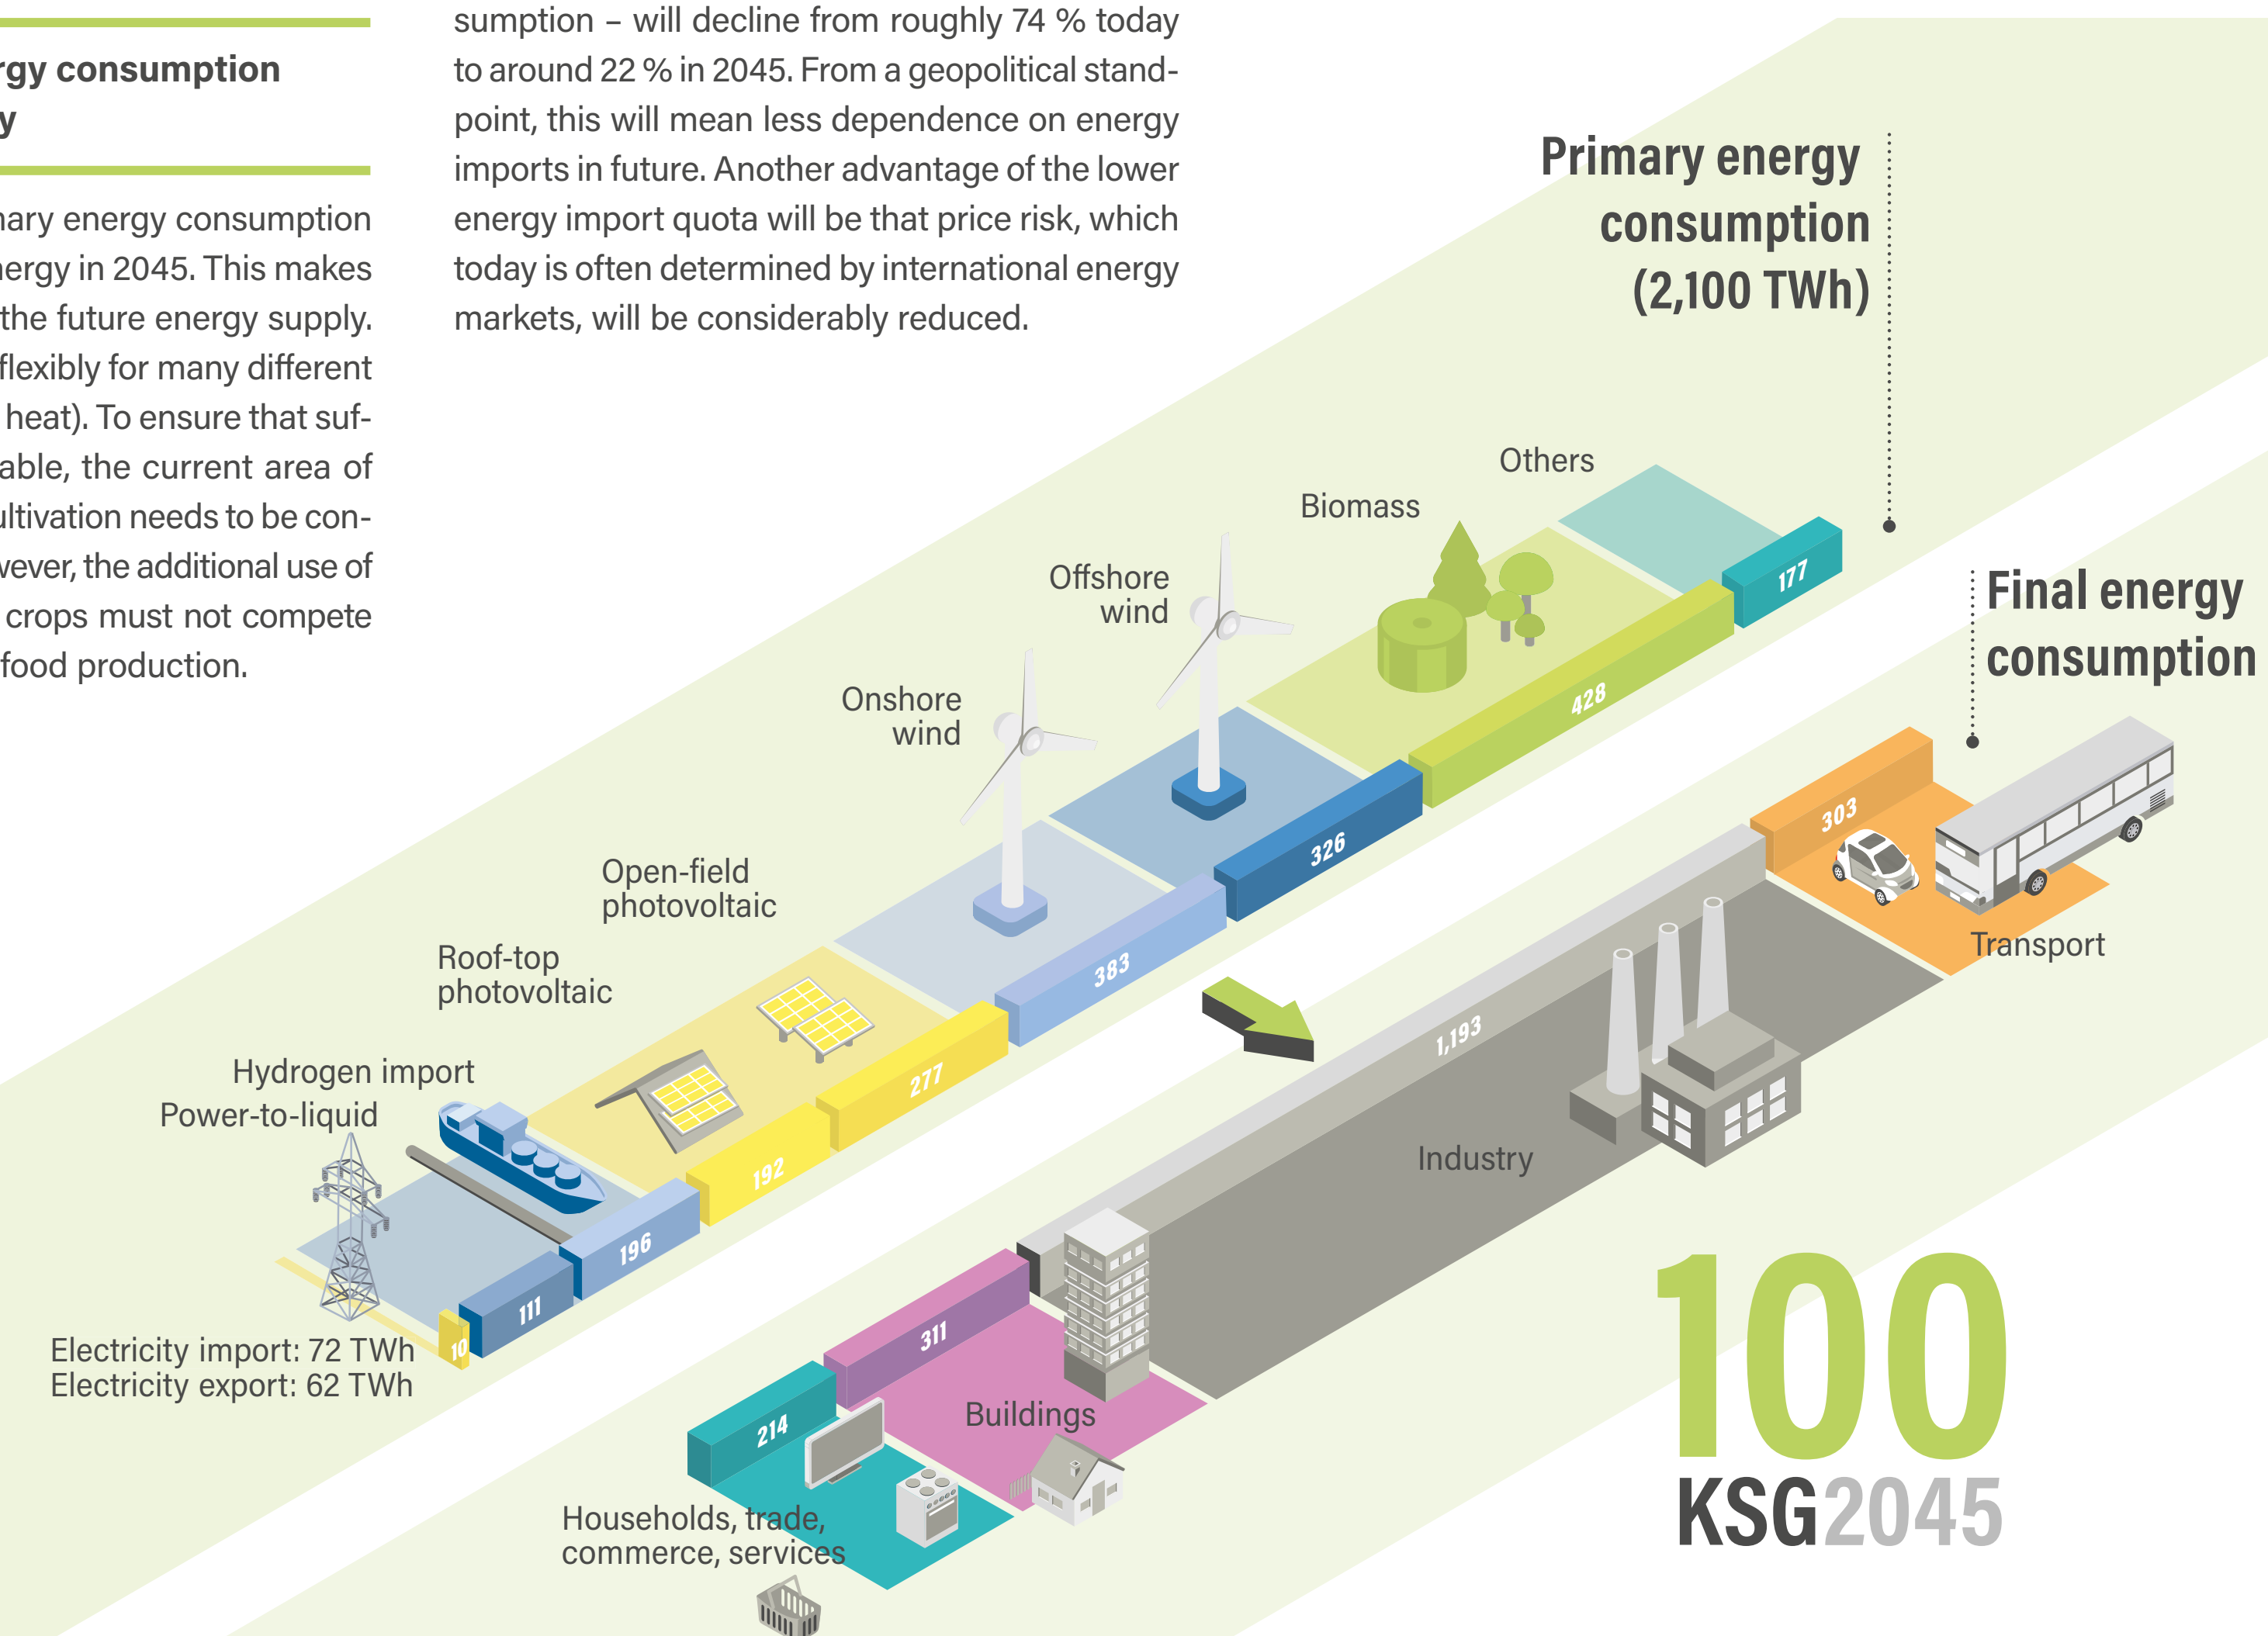 rgy consumption
y
nary energy consumption
nergy in 2045. This makes
the future energy supply.
flexibly for many different
heat). To ensure that suf-
able, the current area of
ultivation needs to be con-
wever, the additional use of
crops must not compete
food production.
sumption – will decline from roughly 74 % today
to around 22 % in 2045. From a geopolitical stand-
point, this will mean less dependence on energy
imports in future. Another advantage of the lower
energy import quota will be that price risk, which
today is often determined by international energy
markets, will be considerably reduced.
Primary energy
consumption
(2,100 TWh)
Others
177
Biomass
428
Offshore
wind
326
Onshore
wind
383
Open-field
photovoltaic
277
Roof-top
photovoltaic
192
Hydrogen import
196
Power-to-liquid
111
10
Electricity import: 72 TWh
Electricity export: 62 TWh
Final energy
consumption
303
Transport
1,193
Industry
311
Buildings
214
Households, trade,
commerce, services
100
KSG2045